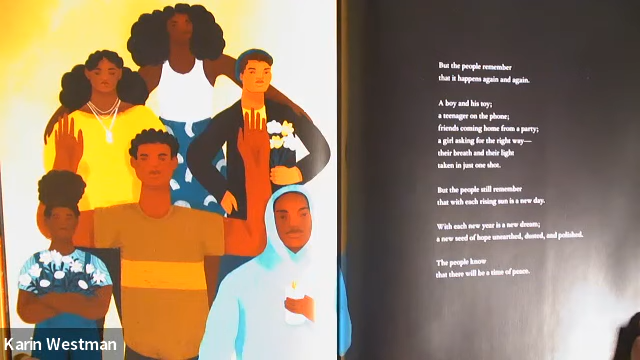 But the people remember
that it happens again and again.
A boy and his toy;
a teenager on the phone;
friends coming home from a party;
a girl asking for the right way—
their breath and their light
taken in just one shot.
But the people still remember
that with each rising sun is a new day.
With each new year is a new dream;
a new seed of hope unearthed, dusted, and polished.
The people know
that there will be a time of peace.
Karin Westman